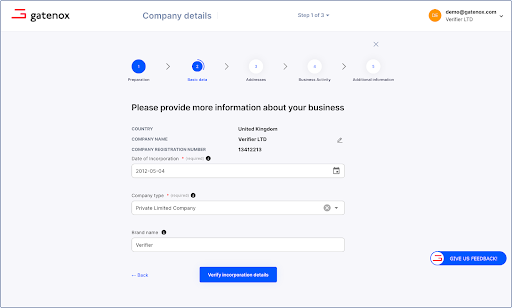 gatenox
Company details
Step 1 of 3
De
demo@gatenox.com
Verifier LTD
1
2
3
4
5
Preparation
Basic data
Addresses
Business Activity
Additional information
Please provide more information about your business
COUNTRY United Kingdom
COMPANY NAME Verifier LTD
COMPANY REGISTRATION NUMBER 13412213
Date of Incorporation * (required)
2012-05-04
Company type * (required)
Private Limited Company
Brand name
Verifier
← Back
Verify incorporation details
GIVE US FEEDBACK!